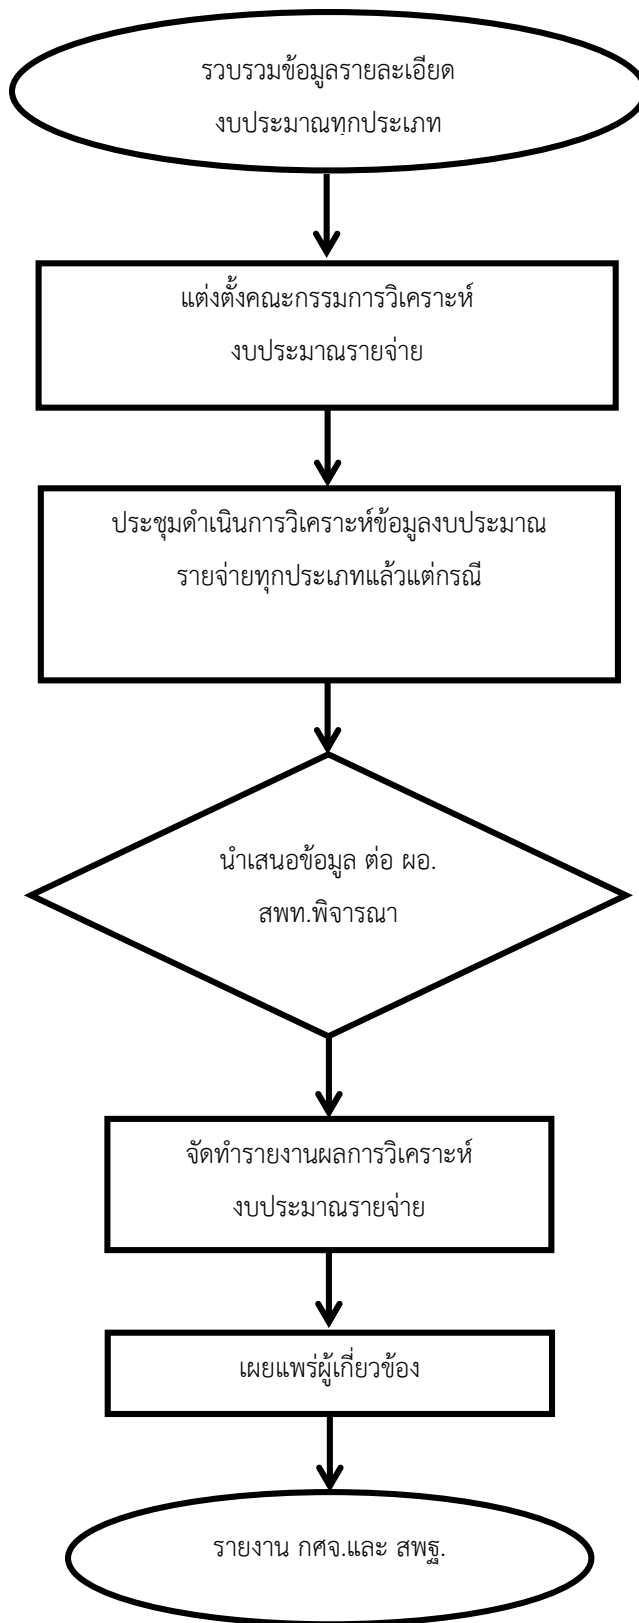 รวบรวมข้อมูลรายละเอียด
งบประมาณทุกประเภท
แต่งตั้งคณะกรรมการวิเคราะห์
งบประมาณรายจ่าย
ประชุมดำเนินการวิเคราะห์ข้อมูลงบประมาณ
รายจ่ายทุกประเภทแล้วแต่กรณี
นำเสนอข้อมูล ต่อ ผอ.
สพท.พิจารณา
จัดทำรายงานผลการวิเคราะห์
งบประมาณรายจ่าย
เผยแพร่ผู้เกี่ยวข้อง
รายงาน กศจ.และ สพฐ.